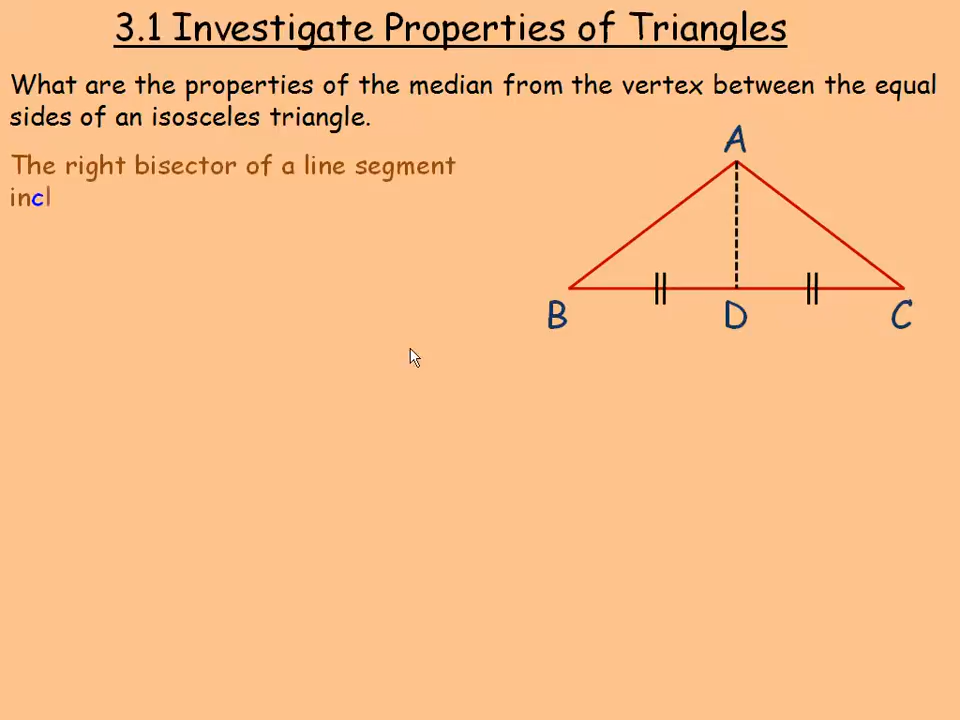 3.1 Investigate Properties of Triangles
What are the properties of the median from the vertex between the equal
sides of an isosceles triangle.
The right bisector of a line segment
incl
A
B
D
C